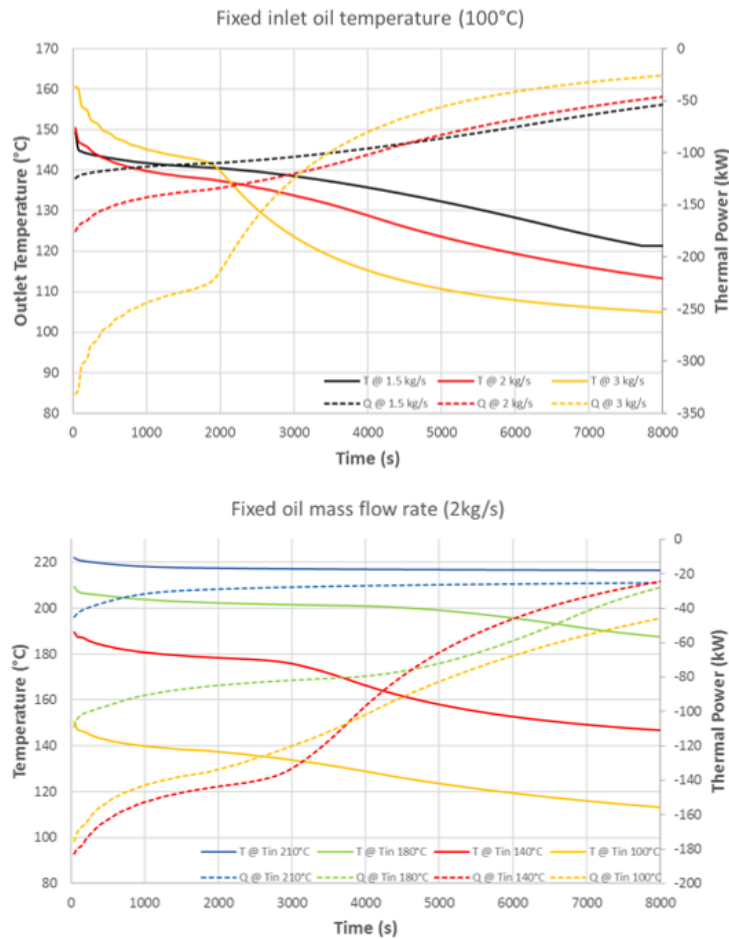 Fixed inlet oil temperature (100°C)
170
160
150
140
130
120
110
100
90
80
Outlet Temperature (°C)
0
-50
-100
-150
-200
-250
-300
-350
Thermal Power (kW)
T @ 1.5 kg/s T @ 2 kg/s T @ 3 kg/s
Q @ 1.5 kg/s Q @ 2 kg/s Q @ 3 kg/s
0 1000 2000 3000 4000 5000 6000 7000 8000
Time (s)
Fixed oil mass flow rate (2kg/s)
220
200
180
160
140
120
100
80
Temperature (°C)
0
-20
-40
-60
-80
-100
-120
-140
-160
-180
-200
Thermal Power (kW)
T @ Tin 210°C T @ Tin 180°C T @ Tin 140°C T @ Tin 100°C
Q @ Tin 210°C Q @ Tin 180°C Q @ Tin 140°C Q @ Tin 100°C
0 1000 2000 3000 4000 5000 6000 7000 8000
Time (s)